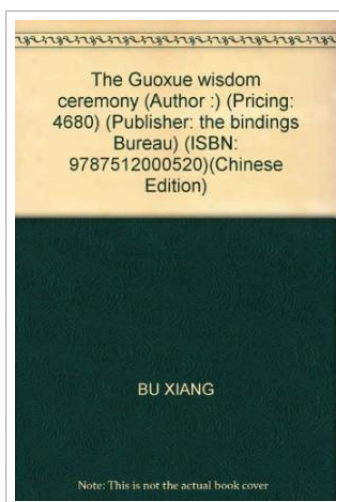 The Guoxue wisdom
ceremony (Author :) (Pricing:
4680) (Publisher: the bindings
Bureau) (ISBN:
9787512000520)(Chinese
Edition)
BU XIANG
Note: This is not the actual book cover